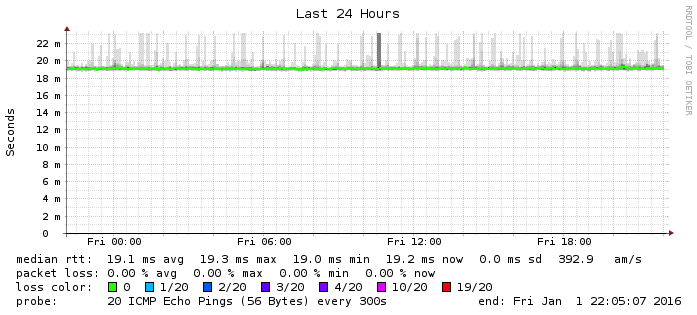 Last 24 Hours
RRDTOOL / TOBI OETIKER
Seconds
22 m
20 m
18 m
16 m
14 m
12 m
10 m
8 m
6 m
4 m
2 m
0
Fri 00:00 Fri 06:00 Fri 12:00 Fri 18:00
median rtt: 19.1 ms avg 19.3 ms max 19.0 ms min 19.2 ms now 0.0 ms sd 392.9 am/s
packet loss: 0.00 % avg 0.00 % max 0.00 % min 0.00 % now
loss color: 0 1/20 2/20 3/20 4/20 10/20 19/20
probe: 20 ICMP Echo Pings (56 Bytes) every 300s end: Fri Jan 1 22:05:07 2016